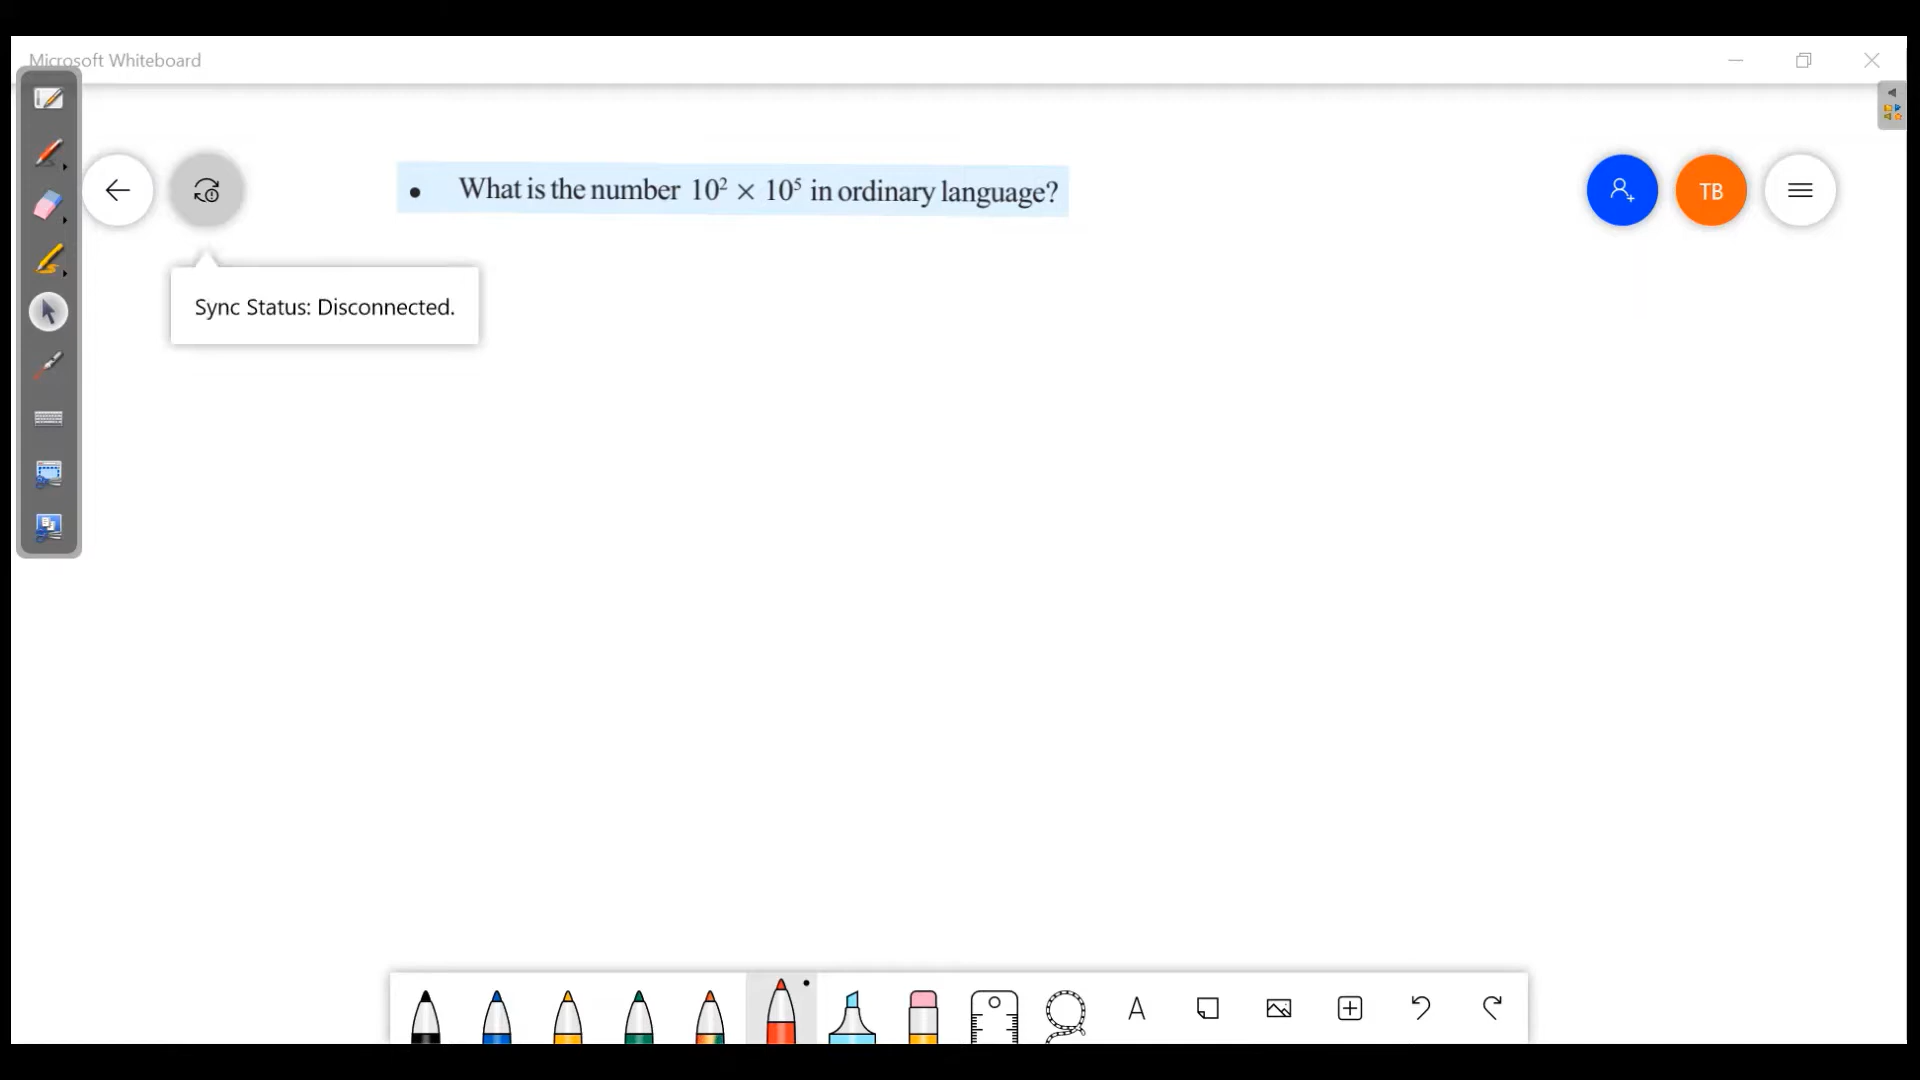 Microsoft Whiteboard
• What is the number 10² × 10⁵ in ordinary language?
TB
Sync Status: Disconnected.
A